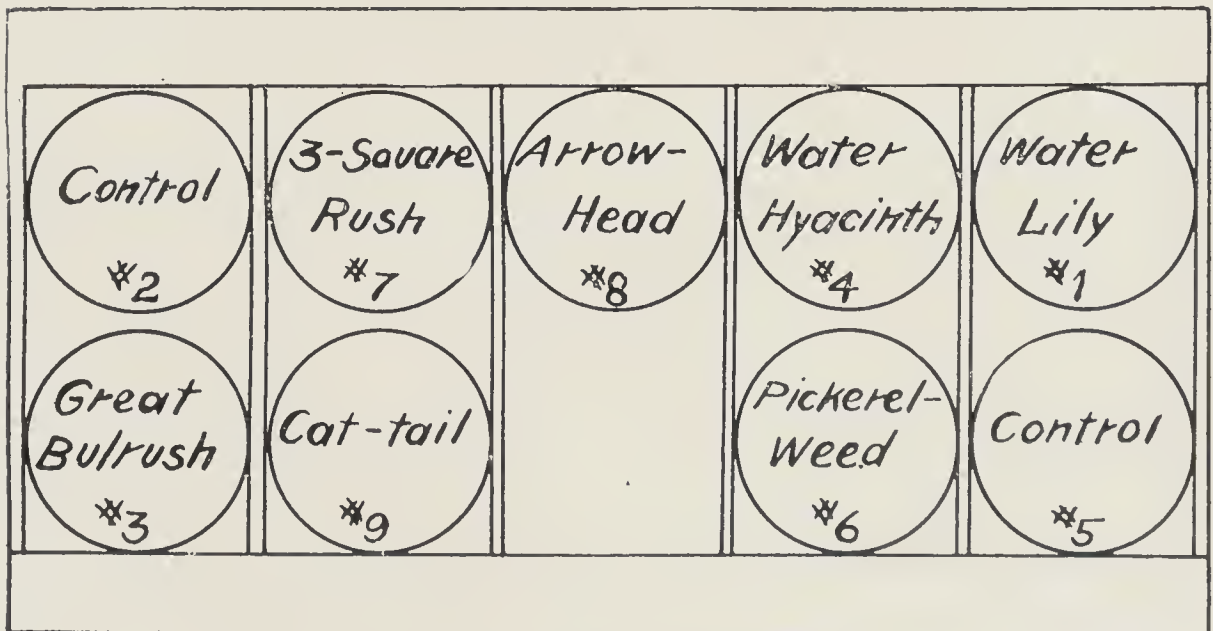 Control
#2
3-Square
Rush
#7
Arrow-
Head
#8
Water
Hyacinth
#4
Water
Lily
#1
Great
Bulrush
#3
Cat-tail
#9
Pickerel-
Weed
#6
Control
#5